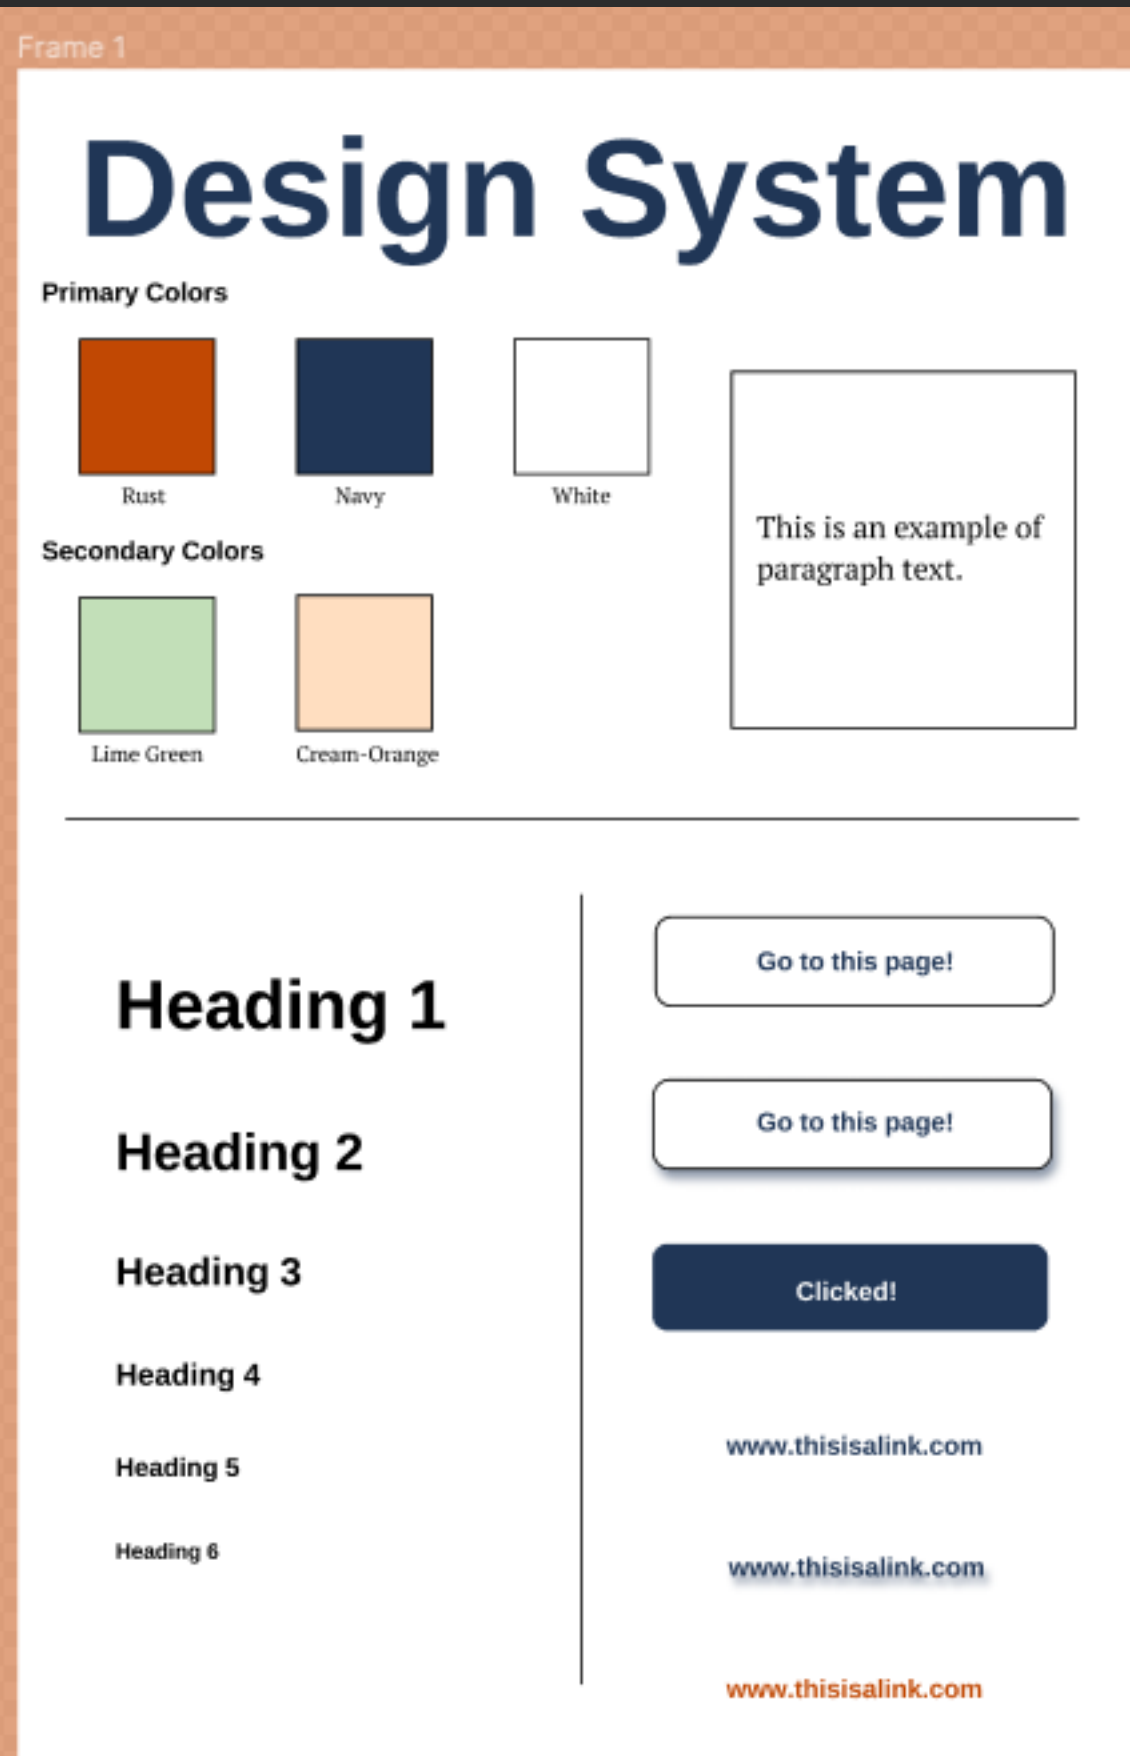 Frame 1
Design System
Primary Colors
Rust
Navy
White
This is an example of
paragraph text.
Secondary Colors
Lime Green
Cream-Orange
Heading 1
Heading 2
Heading 3
Heading 4
Heading 5
Heading 6
Go to this page!
Go to this page!
Clicked!
www.thisisalink.com
www.thisisalink.com
www.thisisalink.com